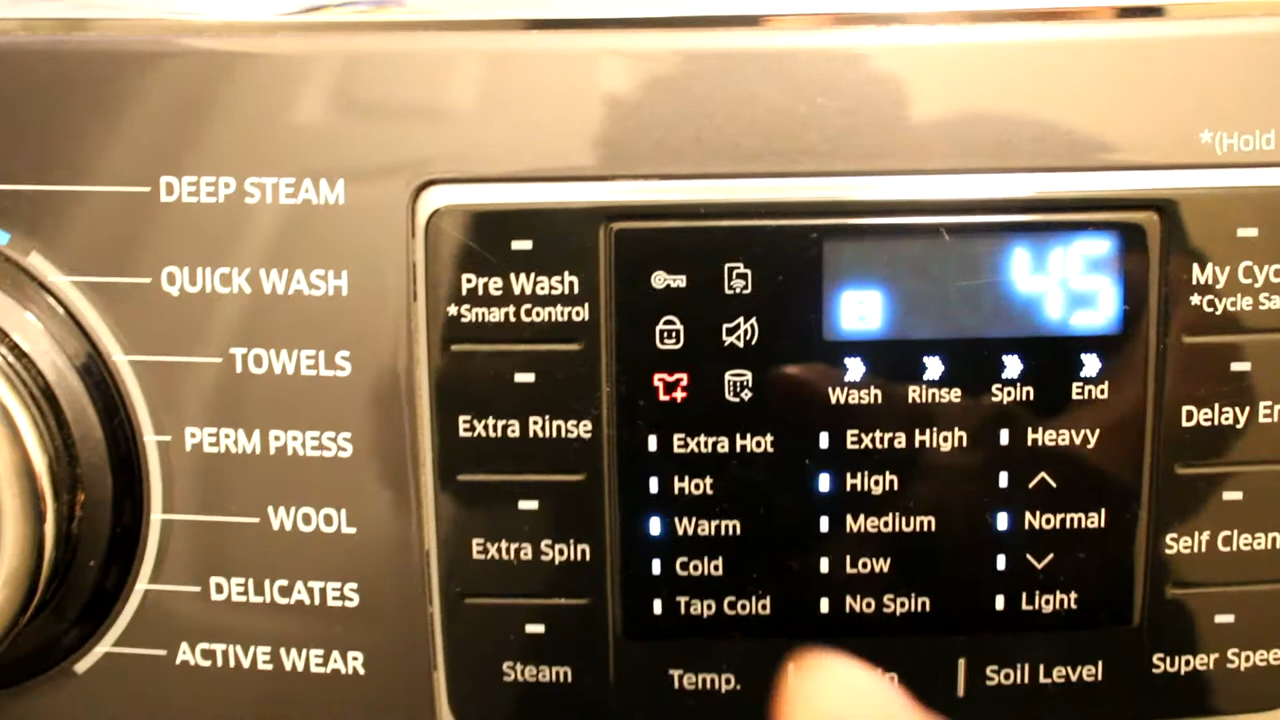 DEEP STEAM
QUICK WASH
TOWELS
PERM PRESS
WOOL
DELICATES
ACTIVE WEAR
Pre Wash
*Smart Control
Extra Rinse
Extra Spin
Steam
8 45
Wash Rinse Spin End
Extra Hot Extra High Heavy
Hot High
Warm Medium Normal
Cold Low
Tap Cold No Spin Light
Temp. Soil Level
*(Hold
My Cyc
*Cycle Sa
Delay En
Self Clean
Super Spee